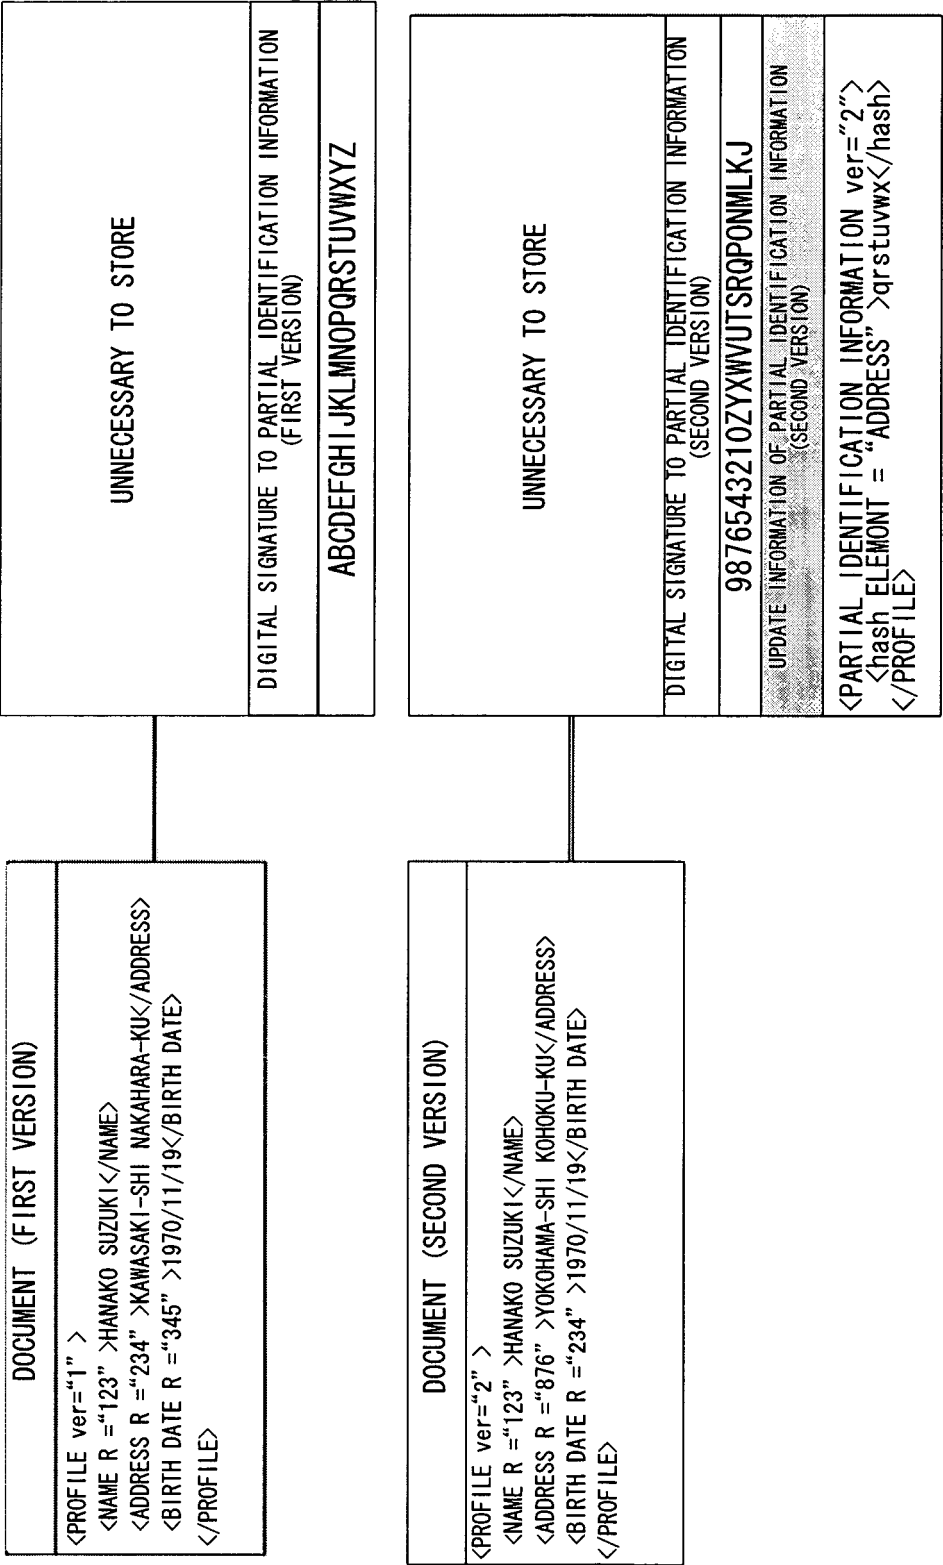 DOCUMENT (FIRST VERSION)
<PROFILE ver="1" >
<NAME R ="123" >HANAKO SUZUKI</NAME>
<ADDRESS R ="234" >KAWASAKI-SHI NAKAHARA-KU</ADDRESS>
<BIRTH DATE R ="345" >1970/11/19</BIRTH DATE>
</PROFILE>
UNNECESSARY TO STORE
DIGITAL SIGNATURE TO PARTIAL IDENTIFICATION INFORMATION
(FIRST VERSION)
ABCDEFGHIJKLMNOPQRSTUVWXYZ
DOCUMENT (SECOND VERSION)
<PROFILE ver="2" >
<NAME R ="123" >HANAKO SUZUKI</NAME>
<ADDRESS R ="876" >YOKOHAMA-SHI KOHOKU-KU</ADDRESS>
<BIRTH DATE R ="234" >1970/11/19</BIRTH DATE>
</PROFILE>
UNNECESSARY TO STORE
DIGITAL SIGNATURE TO PARTIAL IDENTIFICATION INFORMATION
(SECOND VERSION)
9876543210ZYXWVUTSRQPONMLKJ
UPDATE INFORMATION OF PARTIAL IDENTIFICATION INFORMATION
(SECOND VERSION)
<PARTIAL IDENTIFICATION INFORMATION ver="2">
<hash ELEMONT = "ADDRESS" >qrstuvwx</hash>
</PROFILE>